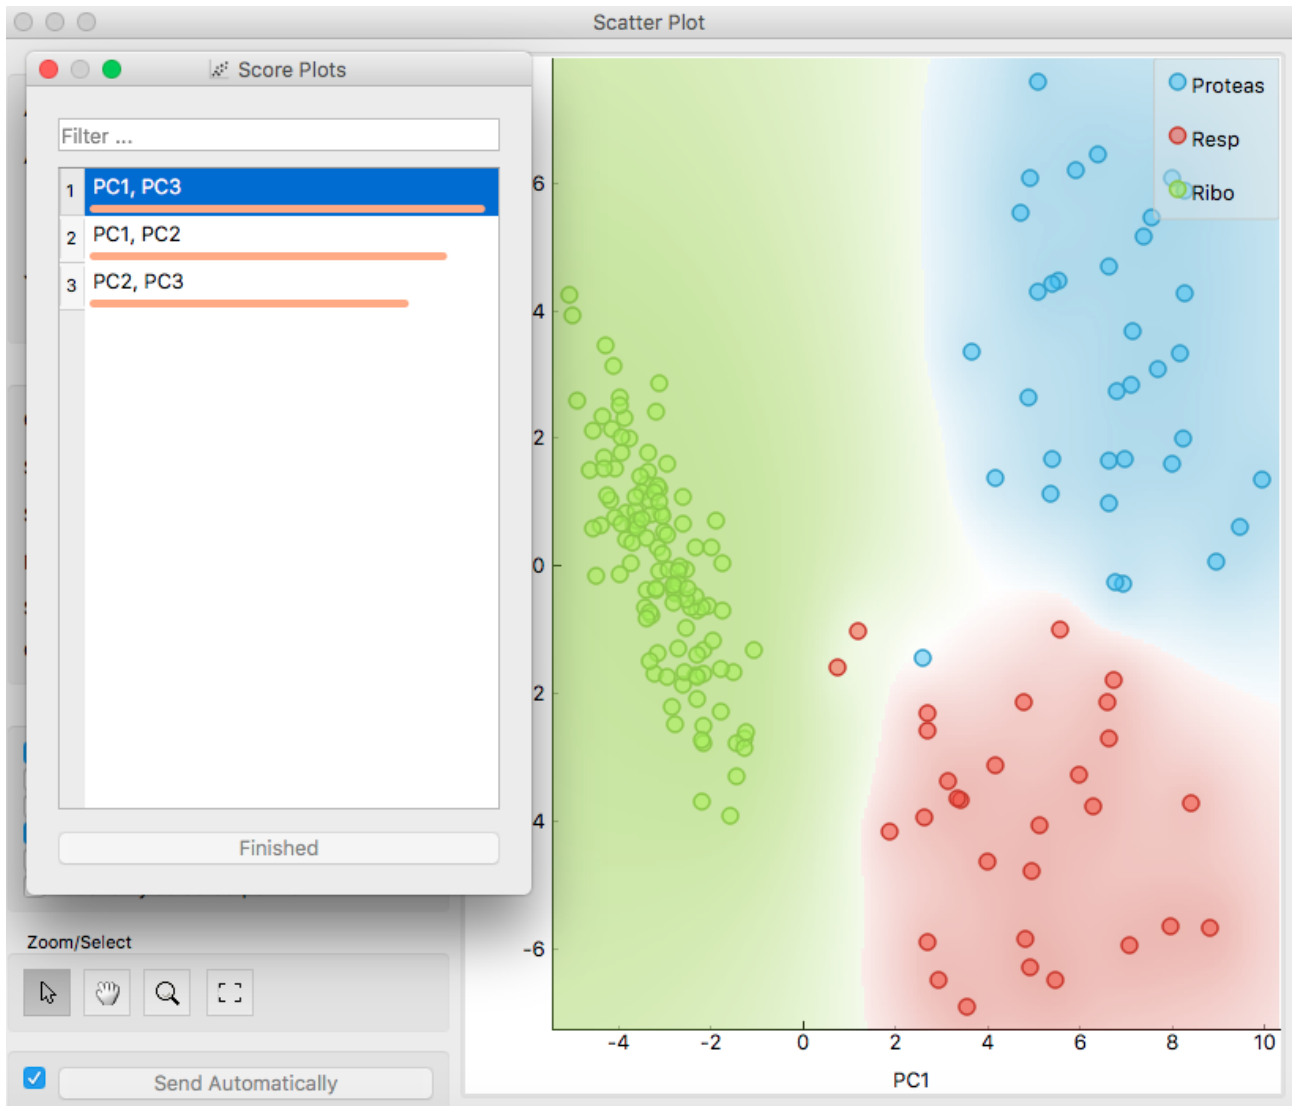 Scatter Plot
Score Plots
Filter ...
1 PC1, PC3
2 PC1, PC2
3 PC2, PC3
Finished
Zoom/Select
Send Automatically
Proteas
Resp
Ribo
6
4
2
0
2
4
-6
-4 -2 0 2 4 6 8 10
PC1